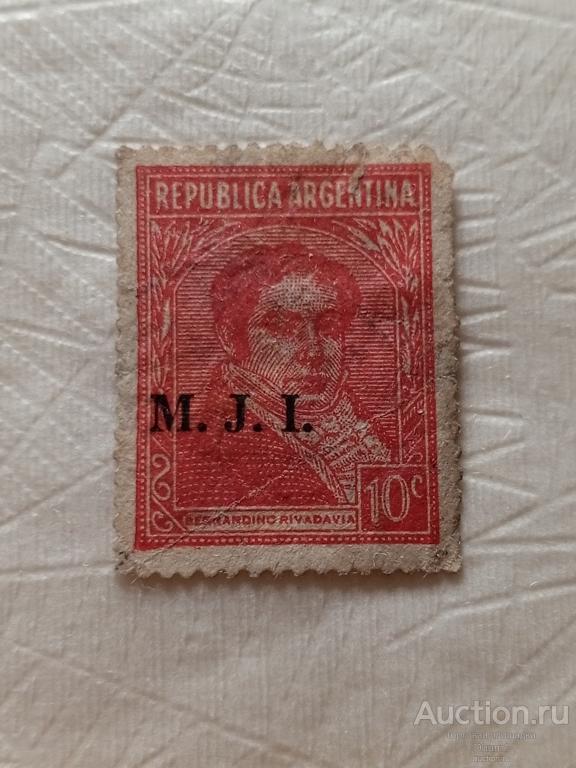 REPUBLICA ARGENTINA
M. J. I.
10c
BERNARDINO RIVADAVIA
Auction.ru